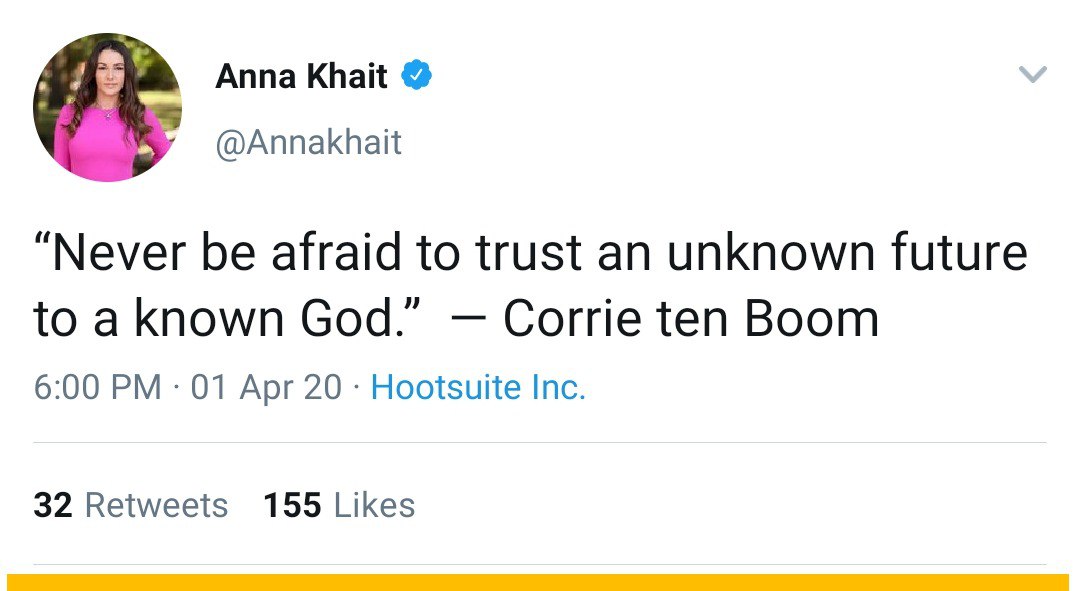 Anna Khait
@Annakhait
“Never be afraid to trust an unknown future
to a known God.”  — Corrie ten Boom
6:00 PM · 01 Apr 20 · Hootsuite Inc.
32 Retweets 155 Likes